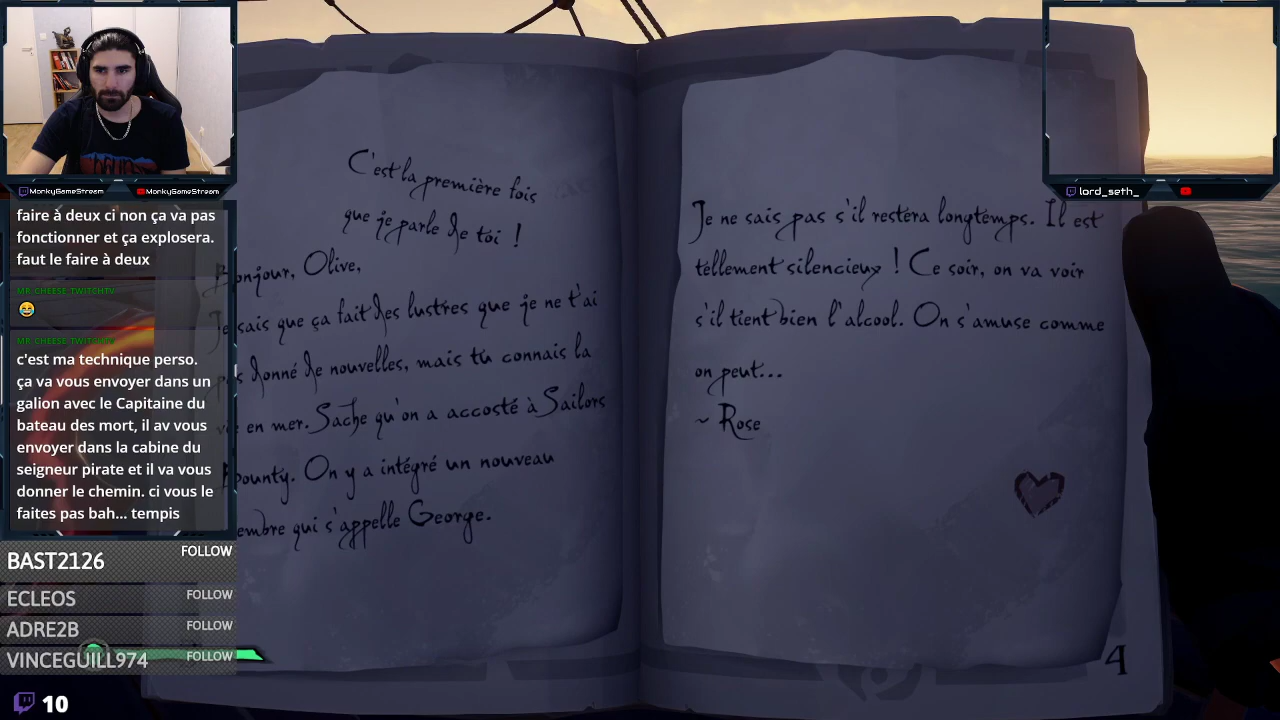 MonkyGameStream MonkyGameStream
faire à deux ci non ça va pas
fonctionner et ça explosera.
faut le faire à deux
MR_CHEESE_TWITCHTV
MR_CHEESE_TWITCHTV
c'est ma technique perso.
ça va vous envoyer dans un
galion avec le Capitaine du
bateau des mort, il av vous
envoyer dans la cabine du
seigneur pirate et il va vous
donner le chemin. ci vous le
faites pas bah... tempis
BAST2126 FOLLOW
ECLEOS FOLLOW
ADRE2B FOLLOW
VINCEGUILL974 FOLLOW
10
C'est la première fois
que je parle de toi !
Bonjour, Olive,
Je sais que ça fait des lustres que je ne t'ai
donné de nouvelles, mais tu connais la
en mer. Sache qu'on a accosté à Sailors
Bounty. On y a intégré un nouveau
membre qui s'appelle George.
Je ne sais pas s'il restera longtemps. Il est
tellement silencieux ! Ce soir, on va voir
s'il tient bien l'alcool. On s'amuse comme
on peut...
~ Rose
4
lord_seth_